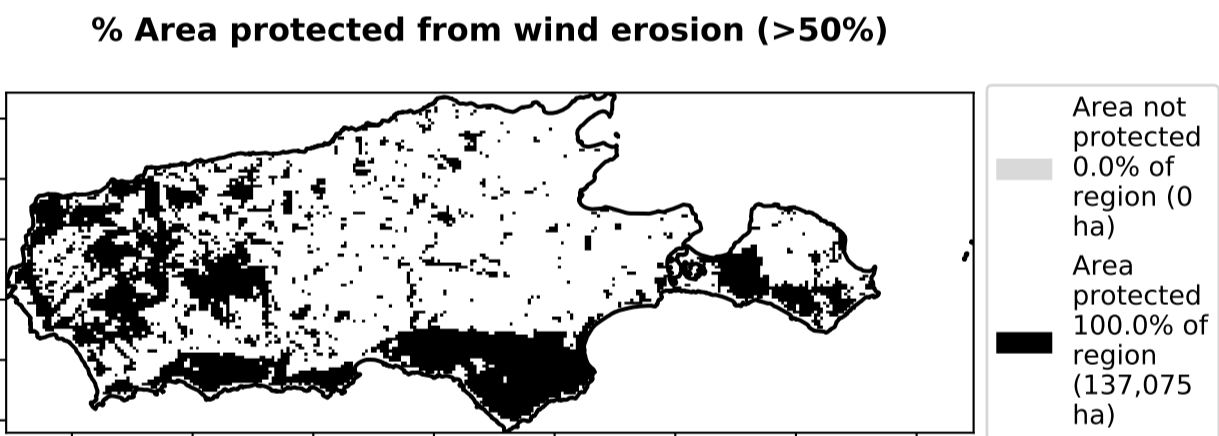 % Area protected from wind erosion (>50%)
Area not
protected
0.0% of
region (0
ha)
Area
protected
100.0% of
region
(137,075
ha)